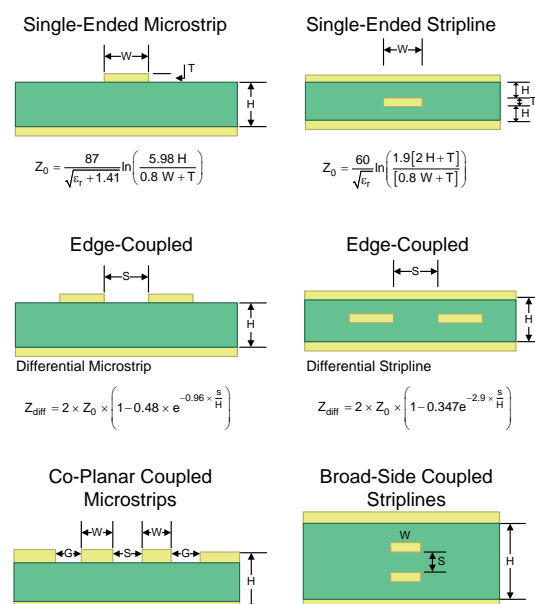 Single-Ended Microstrip
W
T
H
Z0 = 87 / √(εr + 1.41) ln(5.98 H / 0.8 W + T)
Single-Ended Stripline
W
H
T
H
Z0 = 60 / √εr ln(1.9[2 H + T] / [0.8 W + T])
Edge-Coupled
S
H
Differential Microstrip
Zdiff = 2 × Z0 × (1 − 0.48 × e^(−0.96 × s/H))
Edge-Coupled
S
H
Differential Stripline
Zdiff = 2 × Z0 × (1 − 0.347e^(−2.9 × s/H))
Co-Planar Coupled
Microstrips
W W
G S G
H
Broad-Side Coupled
Striplines
W
S
H